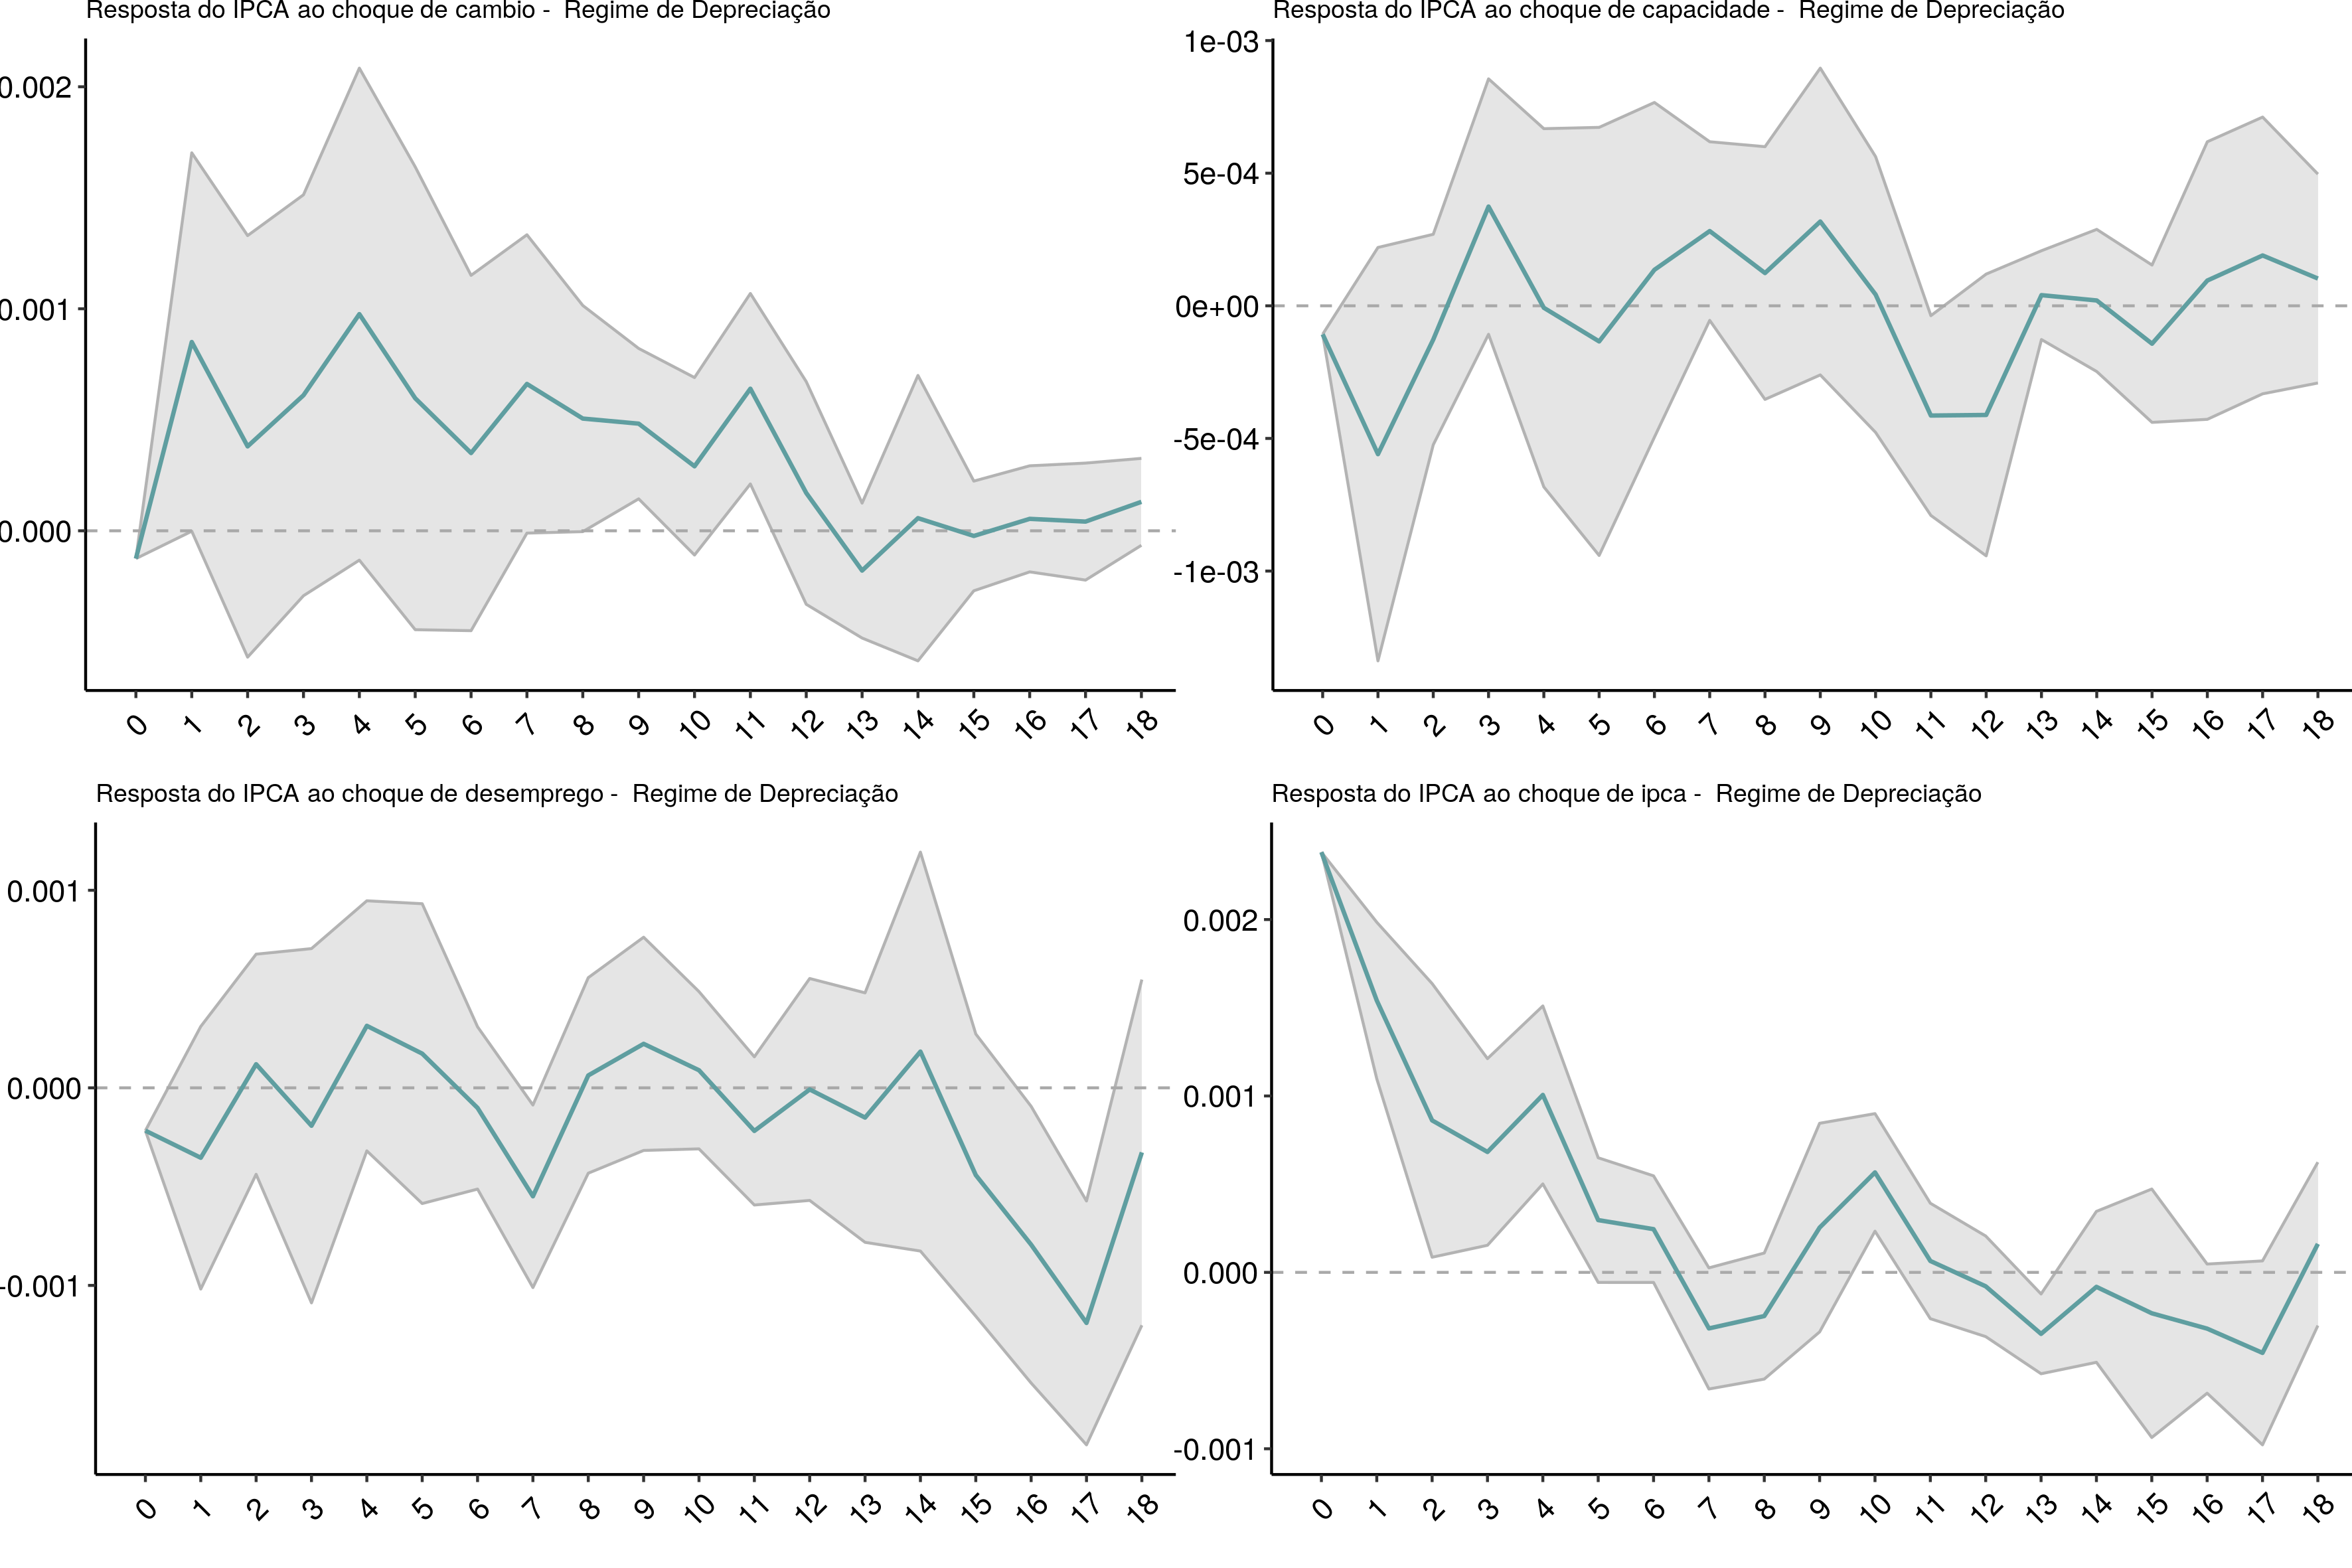 Resposta do IPCA ao choque de cambio -  Regime de Depreciação
0.002
0.001
0.000
0 1 2 3 4 5 6 7 8 9 10 11 12 13 14 15 16 17 18
Resposta do IPCA ao choque de capacidade -  Regime de Depreciação
1e-03
5e-04
0e+00
-5e-04
-1e-03
0 1 2 3 4 5 6 7 8 9 10 11 12 13 14 15 16 17 18
Resposta do IPCA ao choque de desemprego -  Regime de Depreciação
0.001
0.000
-0.001
0 1 2 3 4 5 6 7 8 9 10 11 12 13 14 15 16 17 18
Resposta do IPCA ao choque de ipca -  Regime de Depreciação
0.002
0.001
0.000
-0.001
0 1 2 3 4 5 6 7 8 9 10 11 12 13 14 15 16 17 18